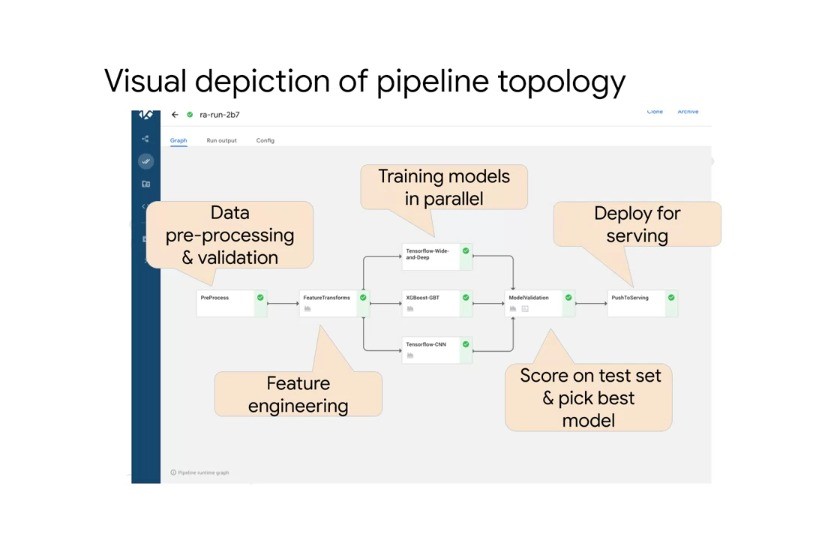 Visual depiction of pipeline topology
ra-run-2b7
Clone
Archive
Graph
Run output
Config
Training models
in parallel
Data
pre-processing
& validation
Deploy for
serving
Tensorflow-Wide-
and-Deep
PreProcess
FeatureTransforms
XGBoost-GBT
ModelValidation
PushToServing
Tensorflow-CNN
Feature
engineering
Score on test set
& pick best
model
Pipeline runtime graph